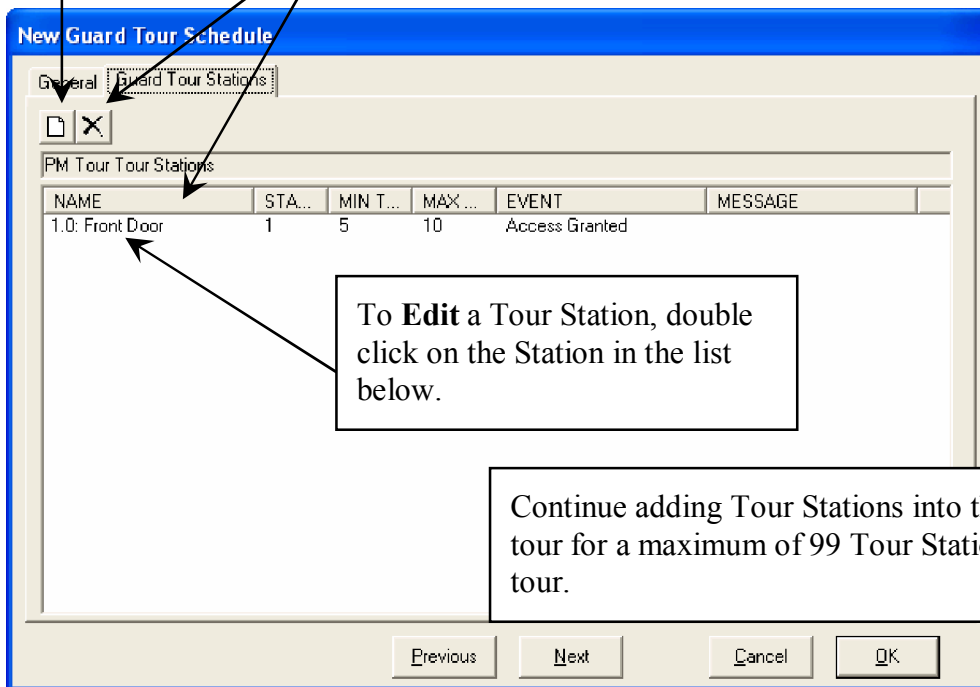 New Guard Tour Schedule
General Guard Tour Stations
PM Tour Tour Stations
NAME STA... MIN T... MAX ... EVENT MESSAGE
1.0: Front Door 1 5 10 Access Granted
To Edit a Tour Station, double
click on the Station in the list
below.
Continue adding Tour Stations into
tour for a maximum of 99 Tour
tour.
Previous Next Cancel OK